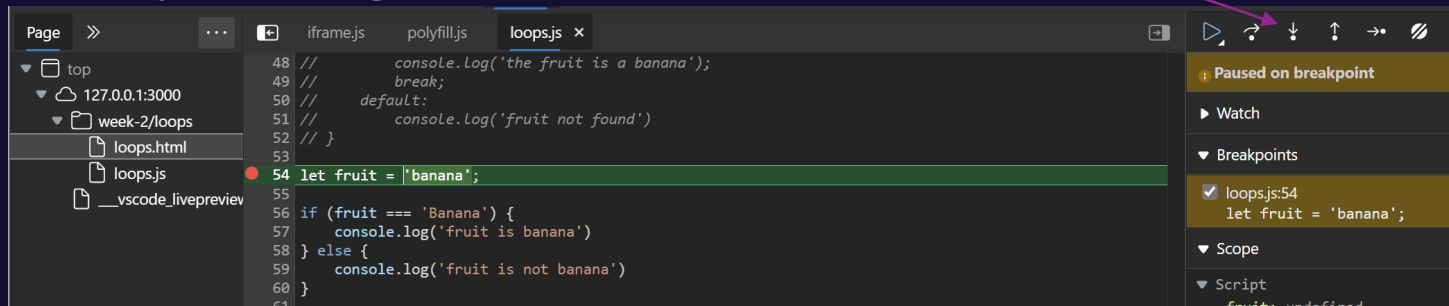 Page
iframe.js polyfill.js loops.js ×
top
127.0.0.1:3000
week-2/loops
loops.html
loops.js
__vscode_livepreview
48 //         console.log('the fruit is a banana');
49 //         break;
50 //     default:
51 //         console.log('fruit not found')
52 // }
53
54 let fruit = 'banana';
55
56 if (fruit === 'Banana') {
57     console.log('fruit is banana')
58 } else {
59     console.log('fruit is not banana')
60 }
61
Paused on breakpoint
Watch
Breakpoints
loops.js:54
let fruit = 'banana';
Scope
Script
fruit: undefined